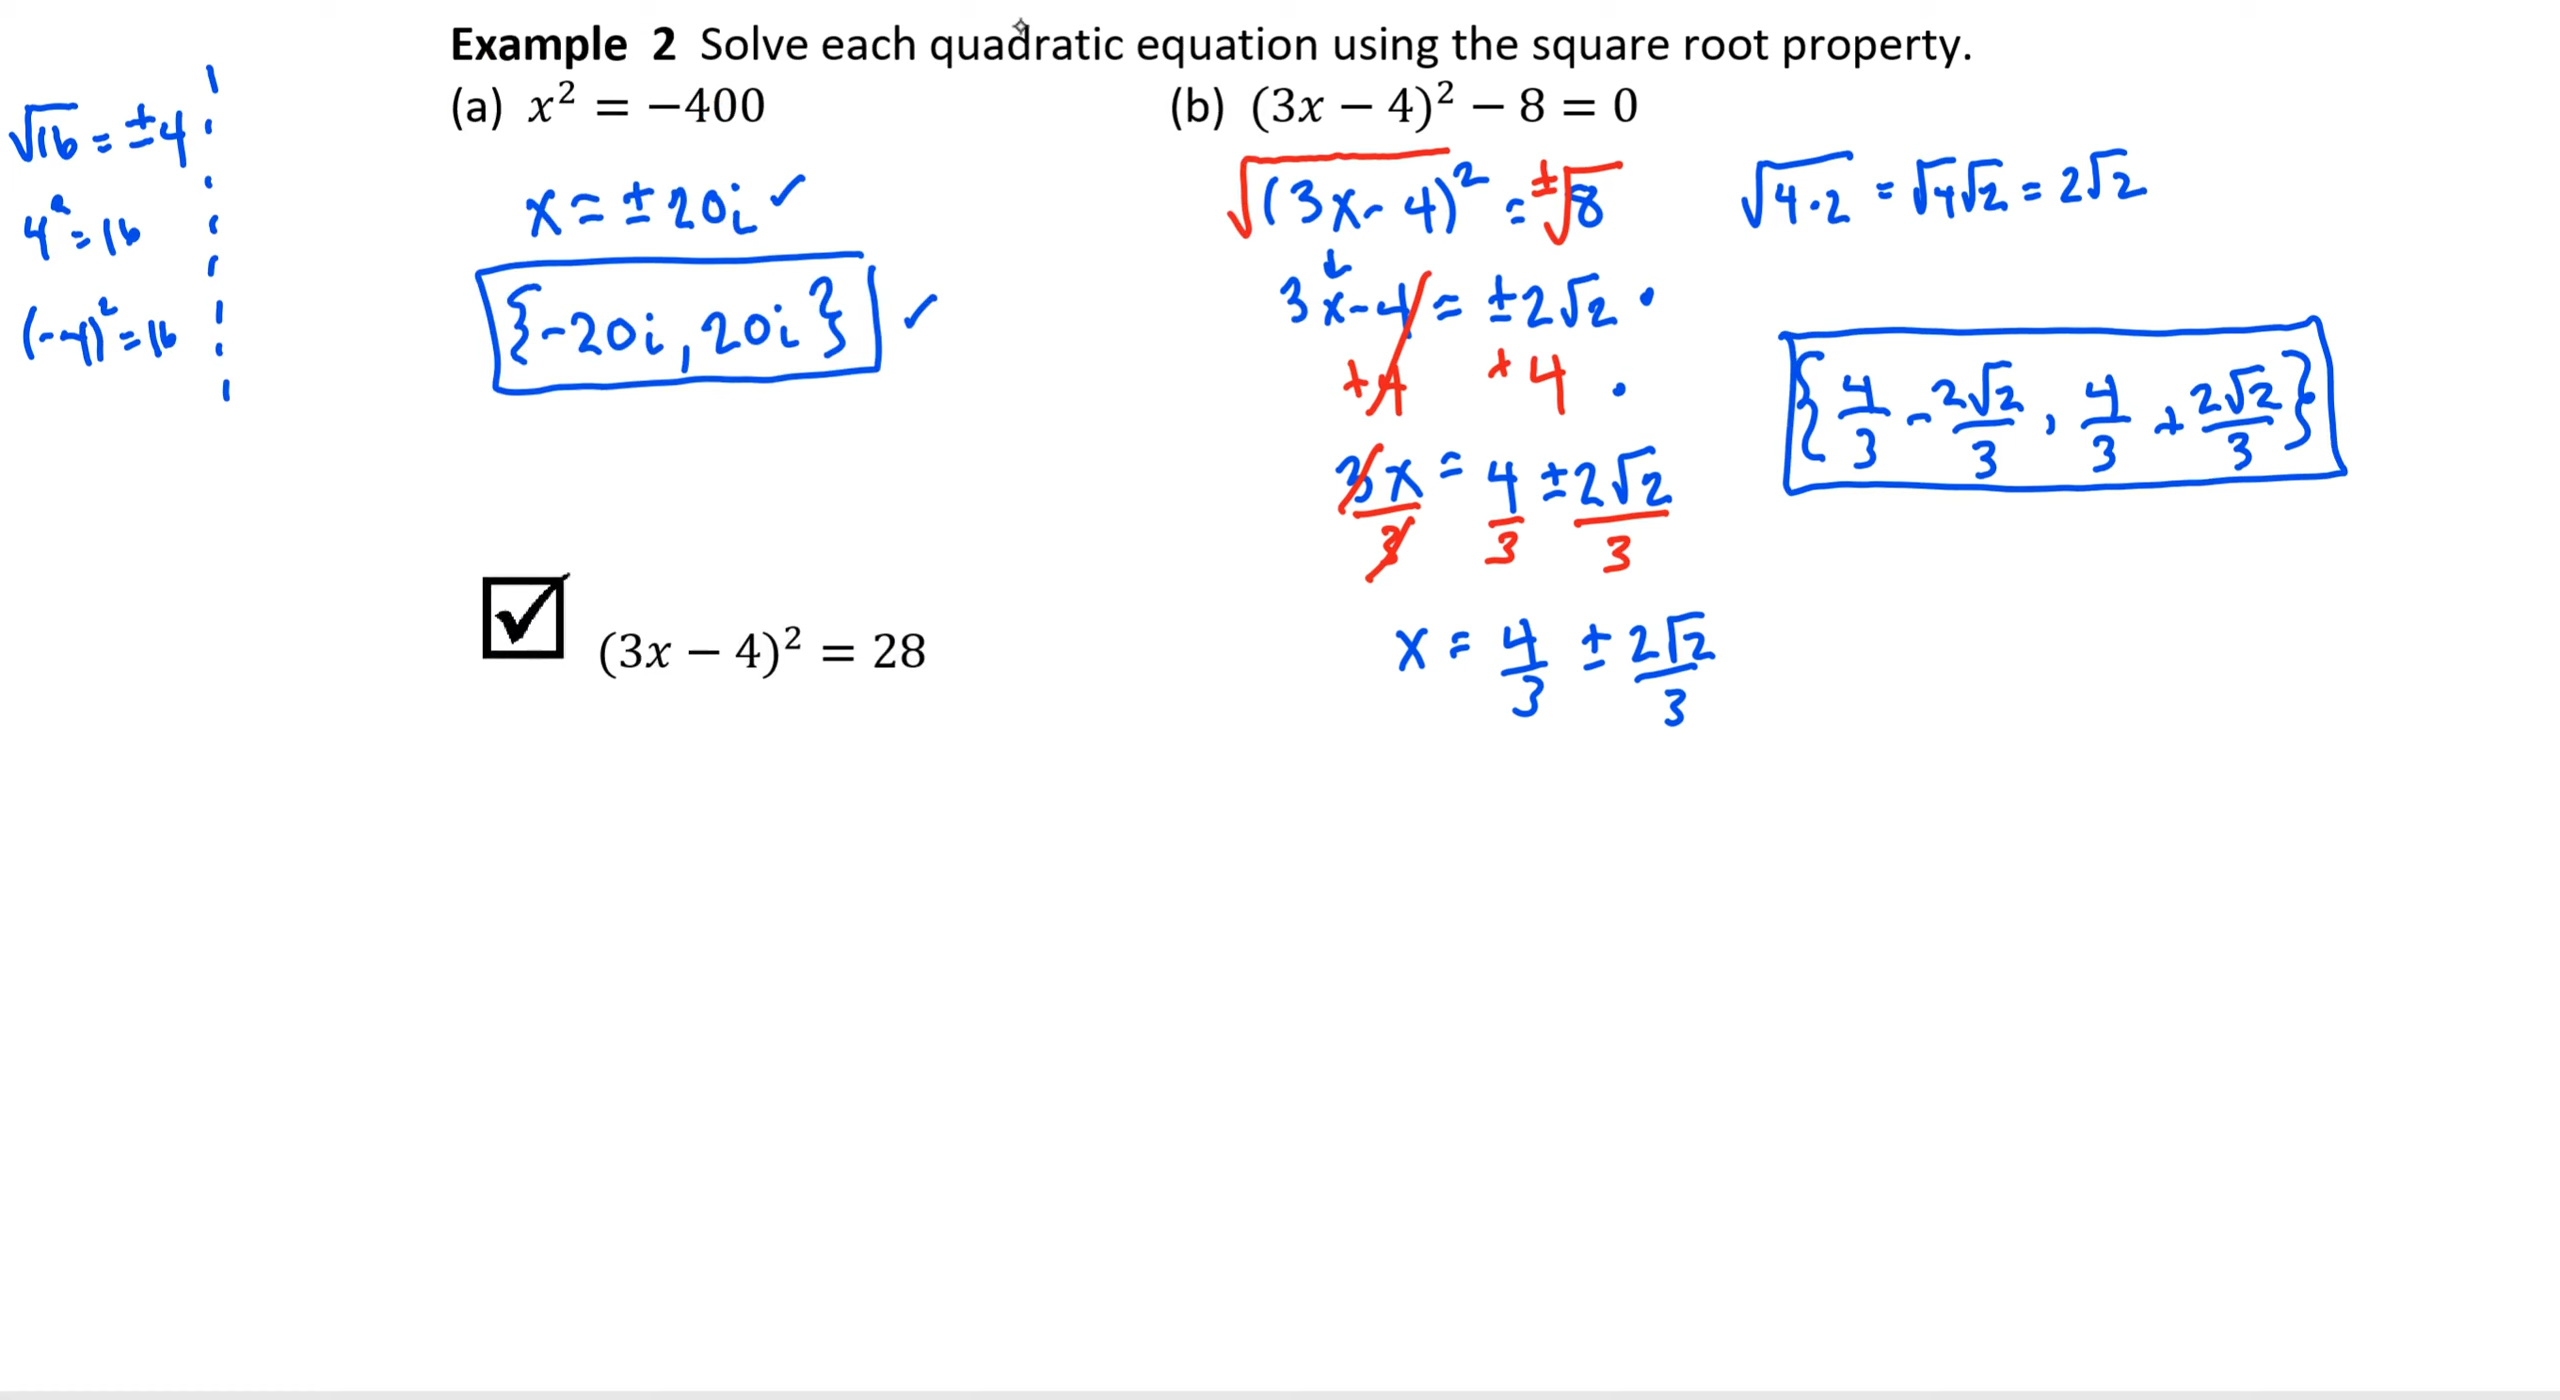 Example 2 Solve each quadratic equation using the square root property.
(a) x² = −400
(b) (3x − 4)² − 8 = 0
√16 = ±4
4² = 16
(-4)² = 16
x = ±20i ✓
{-20i, 20i} ✓
√(3x-4)² = ±√8
√4·2 = √4√2 = 2√2
3x-4 = ±2√2
+4 +4
3x/3 = 4/3 ± 2√2/3
x = 4/3 ± 2√2/3
{4/3 - 2√2/3, 4/3 + 2√2/3}
(3x − 4)² = 28